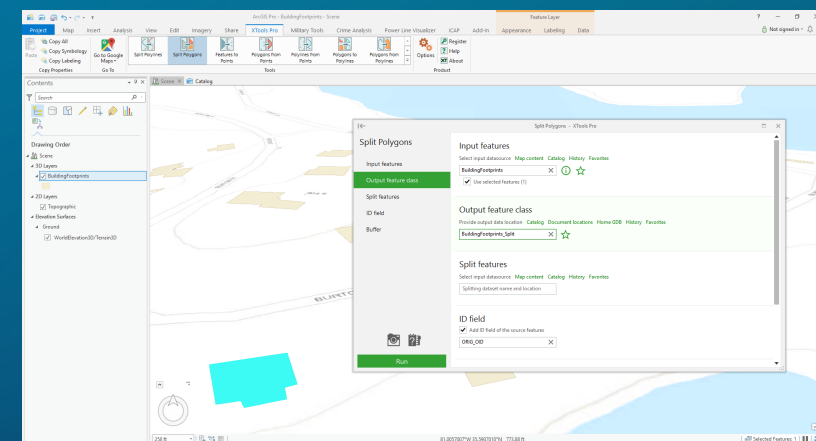 ArcGIS Pro - BuildingFootprints - Scene
Feature Layer
Project Map Insert Analysis View Edit Imagery Share XTools Pro Military Tools Crime Analysis Power Line Visualizer ICAP Add-In Appearance Labeling Data
Not signed in
Paste
Copy All
Copy Symbology
Copy Labeling
Go to Google Maps
Split Polylines
Split Polygons
Features to Points
Points from Polylines
Points from Polygons
Polygons to Polylines
Polygons from Polylines
Options
Register
Help
About
Copy Properties
Go To
Tools
Product
Contents
Scene
Catalog
Search
Drawing Order
Scene
3D Layers
BuildingFootprints
2D Layers
Topographic
Elevation Surfaces
Ground
WorldElevation3D/Terrain3D
Split Polygons - XTools Pro
Split Polygons
Input features
Output feature class
Split features
ID field
Buffer
Run
Input features
Select input datasource Map content Catalog History Favorites
BuildingFootprints
Use selected features (1)
Output feature class
Provide output data location Catalog Document locations Home GDB History Favorites
BuildingFootprints_Split
Split features
Select input datasource Map content Catalog History Favorites
Splitting dataset name and location
ID field
Add ID field of the source features
ORIG_OID
250 ft
Selected Features: 1